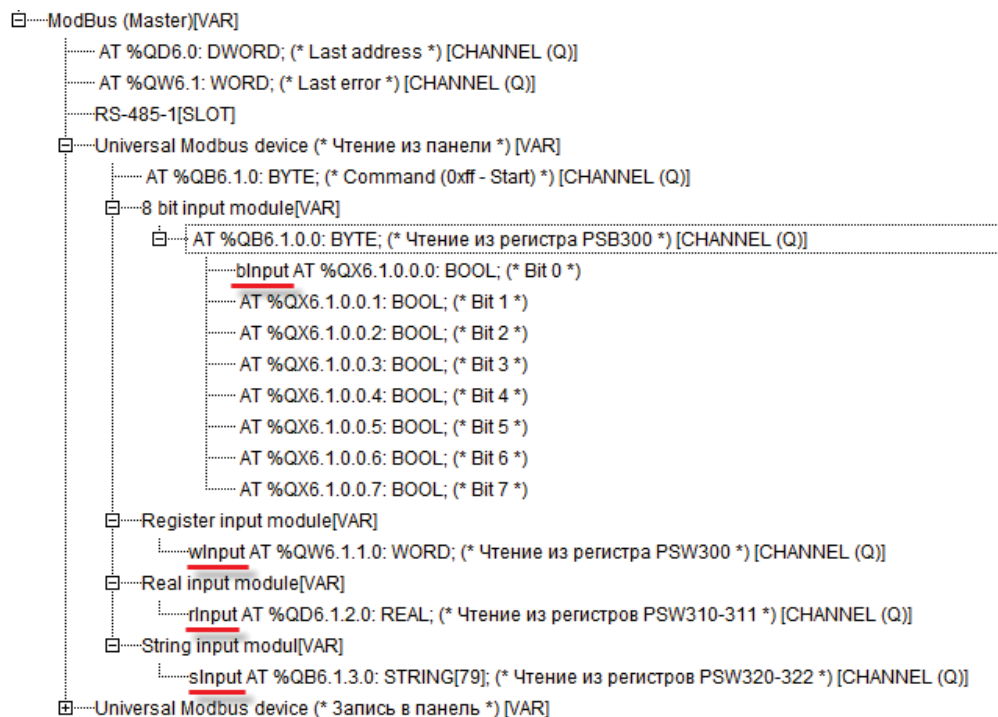 ModBus (Master)[VAR]
AT %QD6.0: DWORD; (* Last address *) [CHANNEL (Q)]
AT %QW6.1: WORD; (* Last error *) [CHANNEL (Q)]
RS-485-1[SLOT]
Universal Modbus device (* Чтение из панели *) [VAR]
AT %QB6.1.0: BYTE; (* Command (0xff - Start) *) [CHANNEL (Q)]
8 bit input module[VAR]
AT %QB6.1.0.0: BYTE; (* Чтение из регистра PSB300 *) [CHANNEL (Q)]
bInput AT %QX6.1.0.0.0: BOOL; (* Bit 0 *)
AT %QX6.1.0.0.1: BOOL; (* Bit 1 *)
AT %QX6.1.0.0.2: BOOL; (* Bit 2 *)
AT %QX6.1.0.0.3: BOOL; (* Bit 3 *)
AT %QX6.1.0.0.4: BOOL; (* Bit 4 *)
AT %QX6.1.0.0.5: BOOL; (* Bit 5 *)
AT %QX6.1.0.0.6: BOOL; (* Bit 6 *)
AT %QX6.1.0.0.7: BOOL; (* Bit 7 *)
Register input module[VAR]
wInput AT %QW6.1.1.0: WORD; (* Чтение из регистра PSW300 *) [CHANNEL (Q)]
Real input module[VAR]
rInput AT %QD6.1.2.0: REAL; (* Чтение из регистров PSW310-311 *) [CHANNEL (Q)]
String input modul[VAR]
sInput AT %QB6.1.3.0: STRING[79]; (* Чтение из регистров PSW320-322 *) [CHANNEL (Q)]
Universal Modbus device (* Запись в панель *) [VAR]